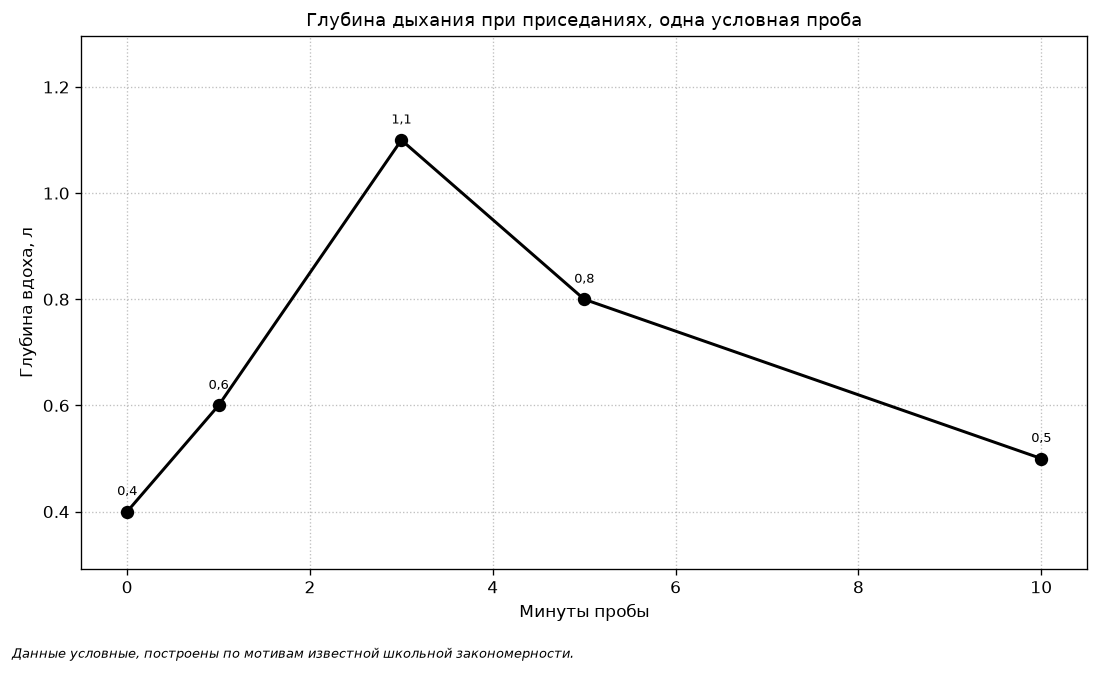 Глубина дыхания при приседаниях, одна условная проба
Глубина вдоха, л
1.2
1.0
0.8
0.6
0.4
0,4
0,6
1,1
0,8
0,5
0 2 4 6 8 10
Минуты пробы
Данные условные, построены по мотивам известной школьной закономерности.